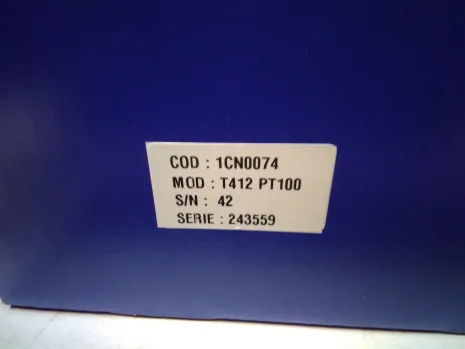 COD : 1CN0074
MOD : T412 PT100
S/N : 42
SERIE : 243559